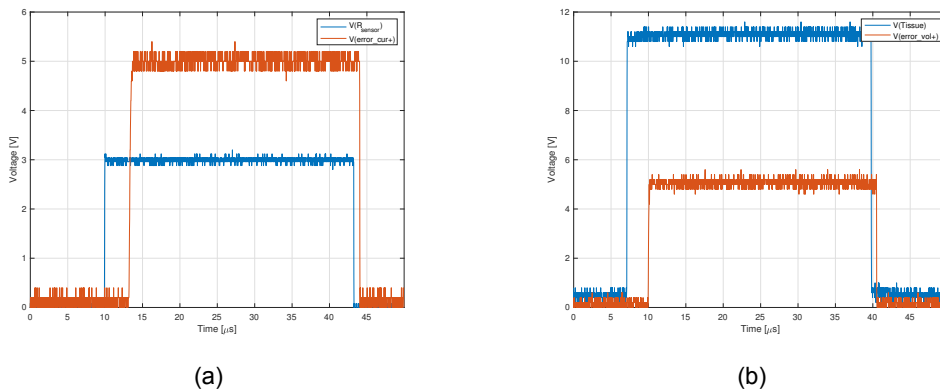 V(R_sensor)
V(error_cur+)
Voltage [V]
6
5
4
3
2
1
0
0 5 10 15 20 25 30 35 40 45
Time [μs]
(a)
V(Tissue)
V(error_vol+)
Voltage [V]
12
10
8
6
4
2
0
0 5 10 15 20 25 30 35 40 45
Time [μs]
(b)